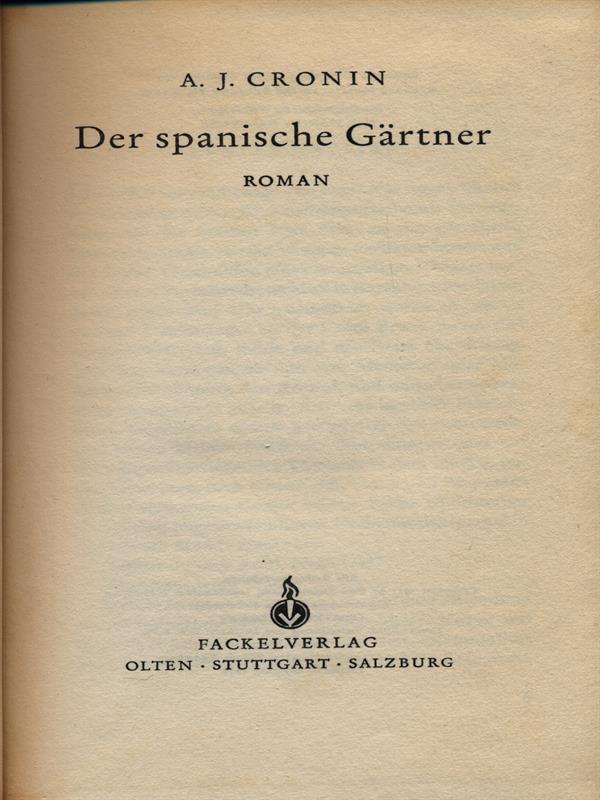 A. J. CRONIN
Der spanische Gärtner
ROMAN
FACKELVERLAG
OLTEN · STUTTGART · SALZBURG